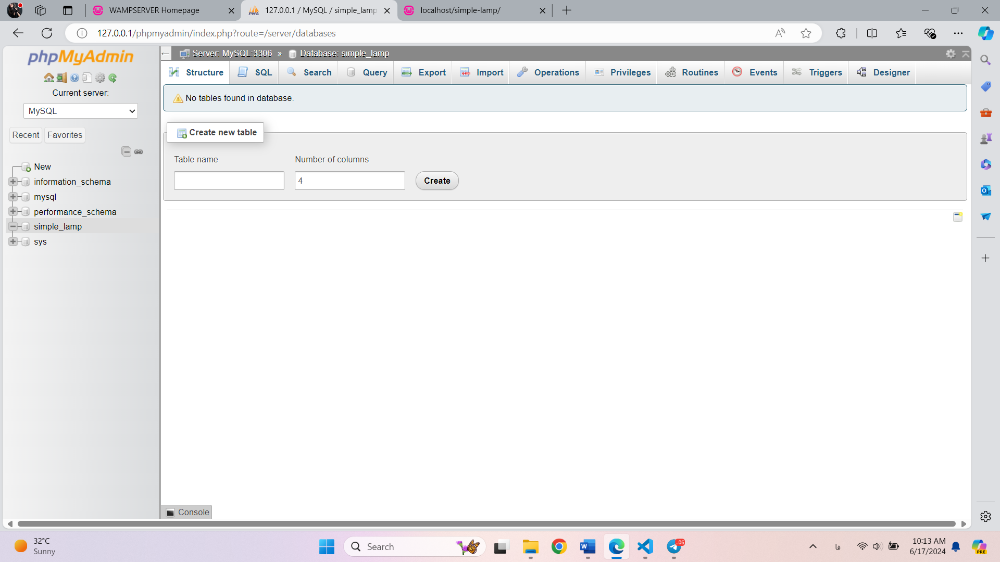 WAMPSERVER Homepage
127.0.0.1 / MySQL / simple_lamp
localhost/simple-lamp/
127.0.0.1/phpmyadmin/index.php?route=/server/databases
phpMyAdmin
Current server:
MySQL
Recent
Favorites
New
information_schema
mysql
performance_schema
simple_lamp
sys
Server: MySQL:3306 » Database: simple_lamp
Structure
SQL
Search
Query
Export
Import
Operations
Privileges
Routines
Events
Triggers
Designer
No tables found in database.
Create new table
Table name
Number of columns
4
Create
Console
32°C
Sunny
Search
.06
فا
10:13 AM
6/17/2024
PRE